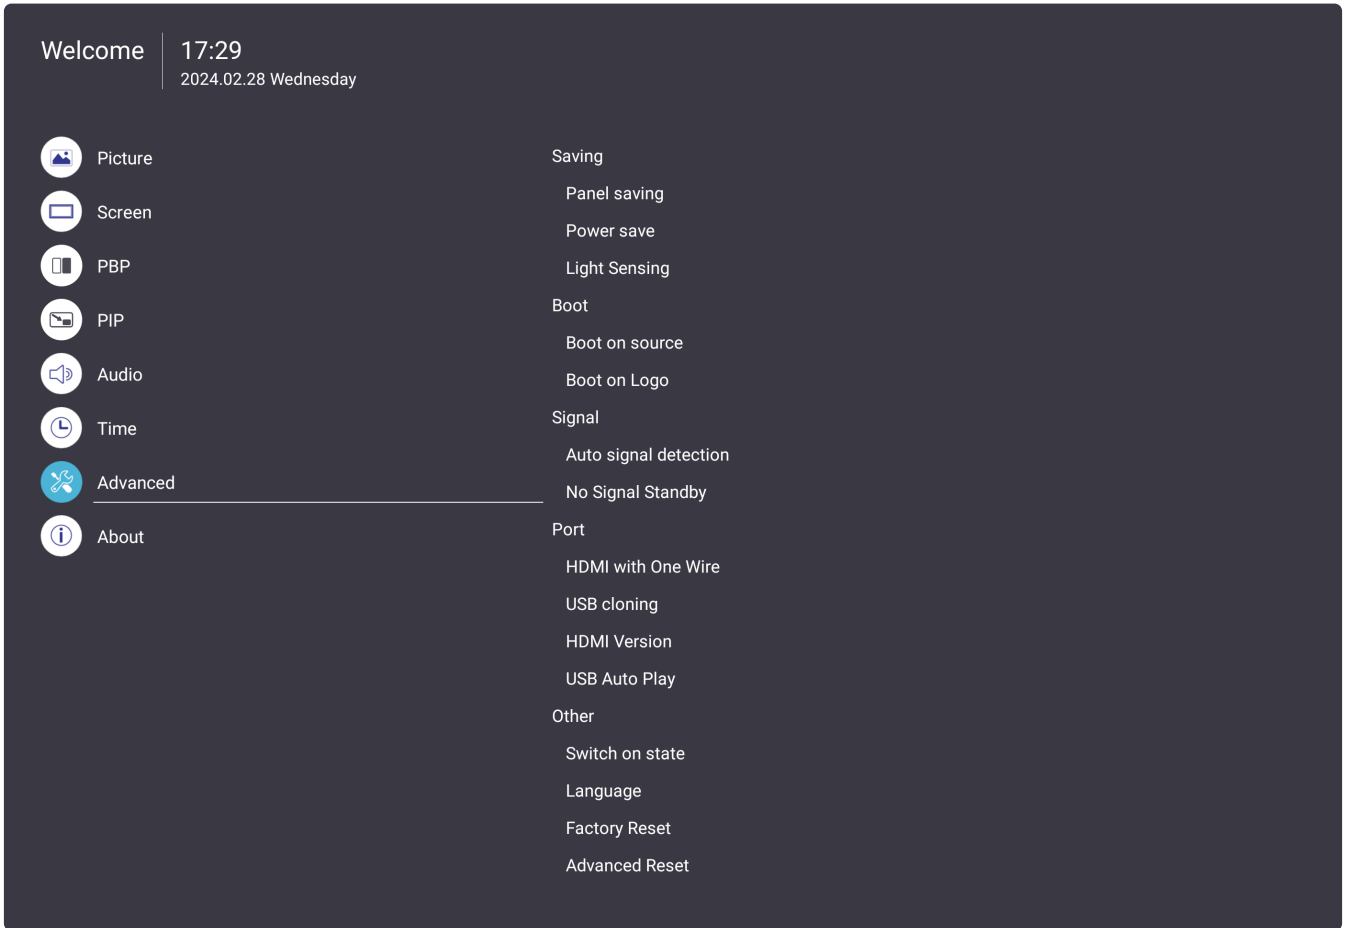 Welcome
17:29
2024.02.28 Wednesday
Picture
Screen
PBP
PIP
Audio
Time
Advanced
About
Saving
Panel saving
Power save
Light Sensing
Boot
Boot on source
Boot on Logo
Signal
Auto signal detection
No Signal Standby
Port
HDMI with One Wire
USB cloning
HDMI Version
USB Auto Play
Other
Switch on state
Language
Factory Reset
Advanced Reset